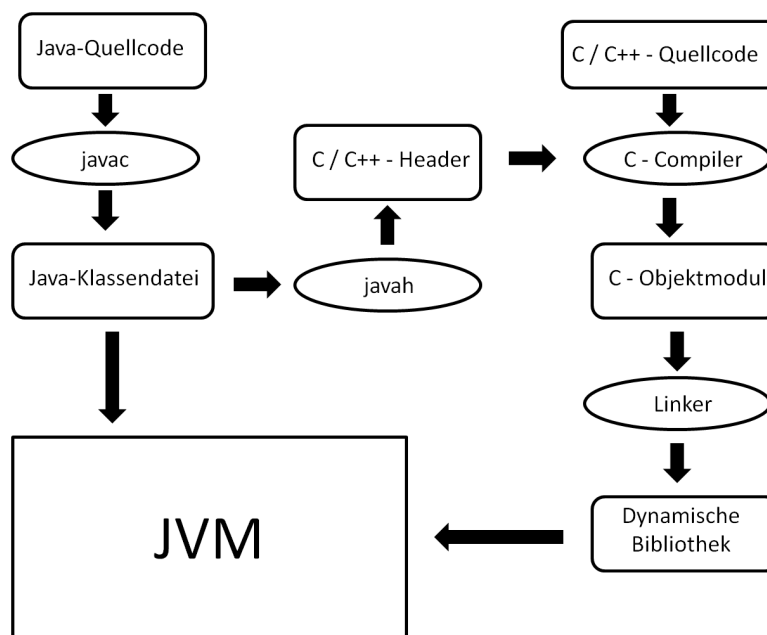 Java-Quellcode
C / C++ - Quellcode
javac
C / C++ - Header
C - Compiler
Java-Klassendatei
javah
C - Objektmodul
Linker
JVM
Dynamische
Bibliothek